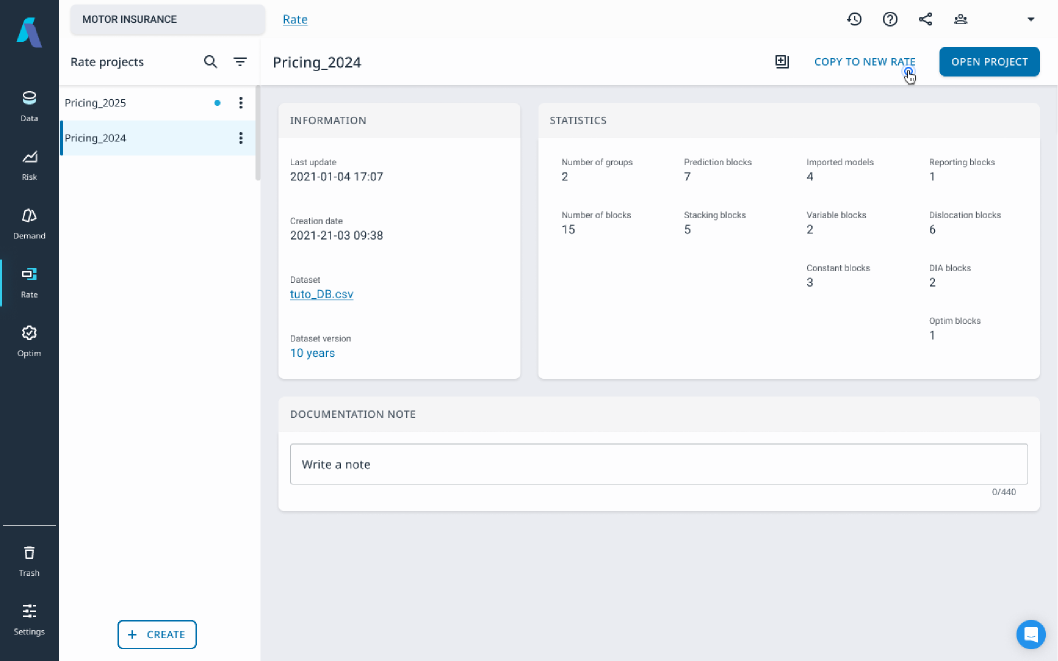 MOTOR INSURANCE
Rate
Rate projects
Pricing_2024
COPY TO NEW RATE
OPEN PROJECT
Data
Risk
Demand
Rate
Optim
Trash
Settings
Pricing_2025
Pricing_2024
INFORMATION
Last update
2021-01-04 17:07
Creation date
2021-21-03 09:38
Dataset
tuto_DB.csv
Dataset version
10 years
STATISTICS
Number of groups
2
Prediction blocks
7
Imported models
4
Reporting blocks
1
Number of blocks
15
Stacking blocks
5
Variable blocks
2
Dislocation blocks
6
Constant blocks
3
DIA blocks
2
Optim blocks
1
DOCUMENTATION NOTE
Write a note
0/440
+ CREATE